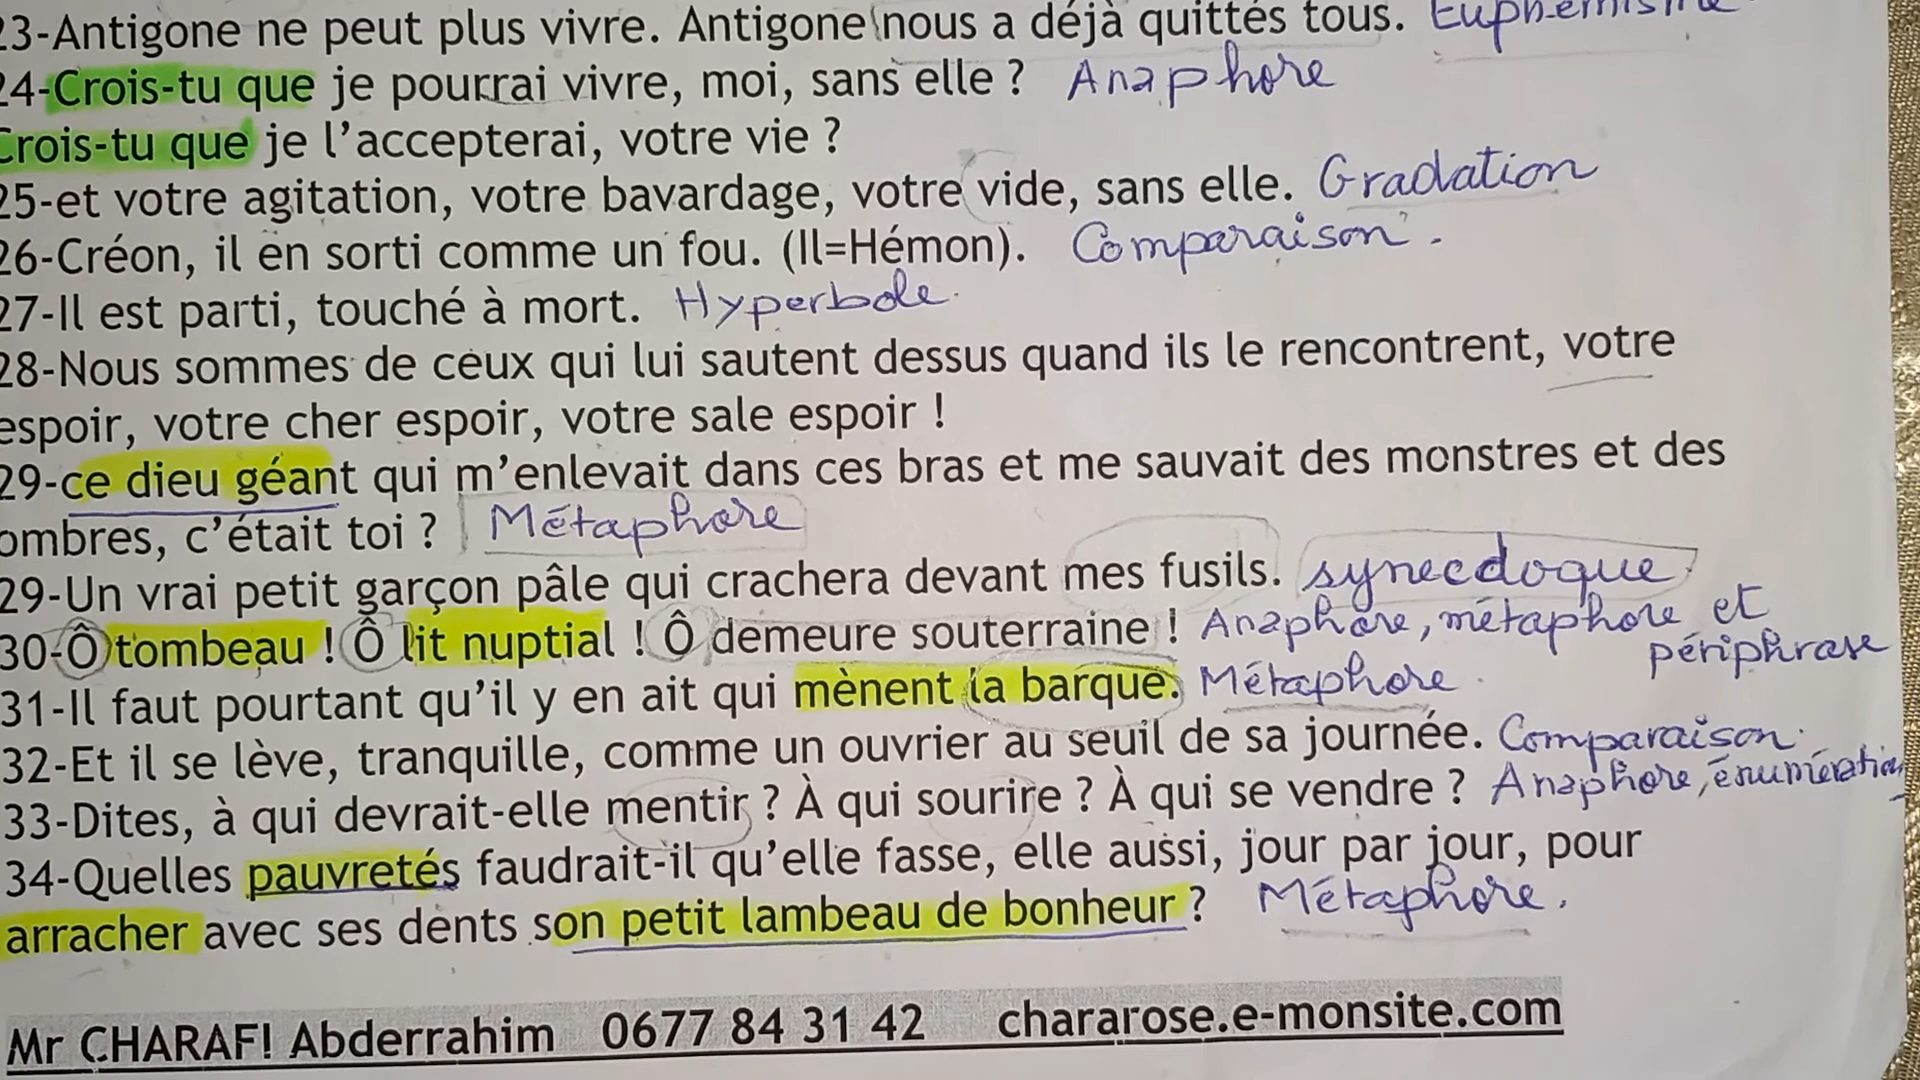 23-Antigone ne peut plus vivre. Antigone nous a déjà quittés tous. Euphémisme
24-Crois-tu que je pourrai vivre, moi, sans elle ? Anaphore
Crois-tu que je l'accepterai, votre vie ?
25-et votre agitation, votre bavardage, votre vide, sans elle. Gradation
26-Créon, il en sorti comme un fou. (Il=Hémon). Comparaison.
27-Il est parti, touché à mort. Hyperbole.
28-Nous sommes de ceux qui lui sautent dessus quand ils le rencontrent, votre
espoir, votre cher espoir, votre sale espoir !
29-ce dieu géant qui m'enlevait dans ces bras et me sauvait des monstres et des
ombres, c'était toi ? Métaphore
29-Un vrai petit garçon pâle qui crachera devant mes fusils. synecdoque
30-Ô tombeau ! Ô lit nuptial ! Ô demeure souterraine ! Anaphore, métaphore et
périphrase
31-Il faut pourtant qu'il y en ait qui mènent la barque. Métaphore.
32-Et il se lève, tranquille, comme un ouvrier au seuil de sa journée. Comparaison.
33-Dites, à qui devrait-elle mentir ? À qui sourire ? À qui se vendre ? Anaphore, énumération
34-Quelles pauvretés faudrait-il qu'elle fasse, elle aussi, jour par jour, pour
arracher avec ses dents son petit lambeau de bonheur ? Métaphore.
Mr CHARAF! Abderrahim 0677 84 31 42 chararose.e-monsite.com